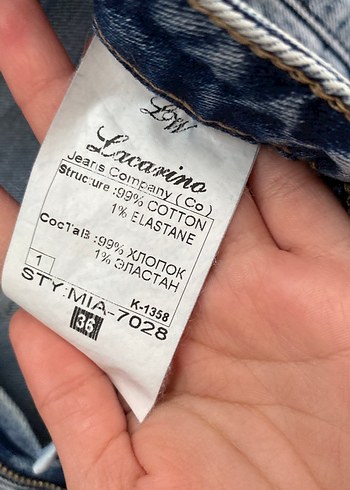 LW
Lacarino
Jeans Company ( Co )
Structure :99% COTTON
1% ELASTANE
Состав :99% ХЛОПОК
1% ЭЛАСТАН
1
K-1358
STY:MIA-7028
36